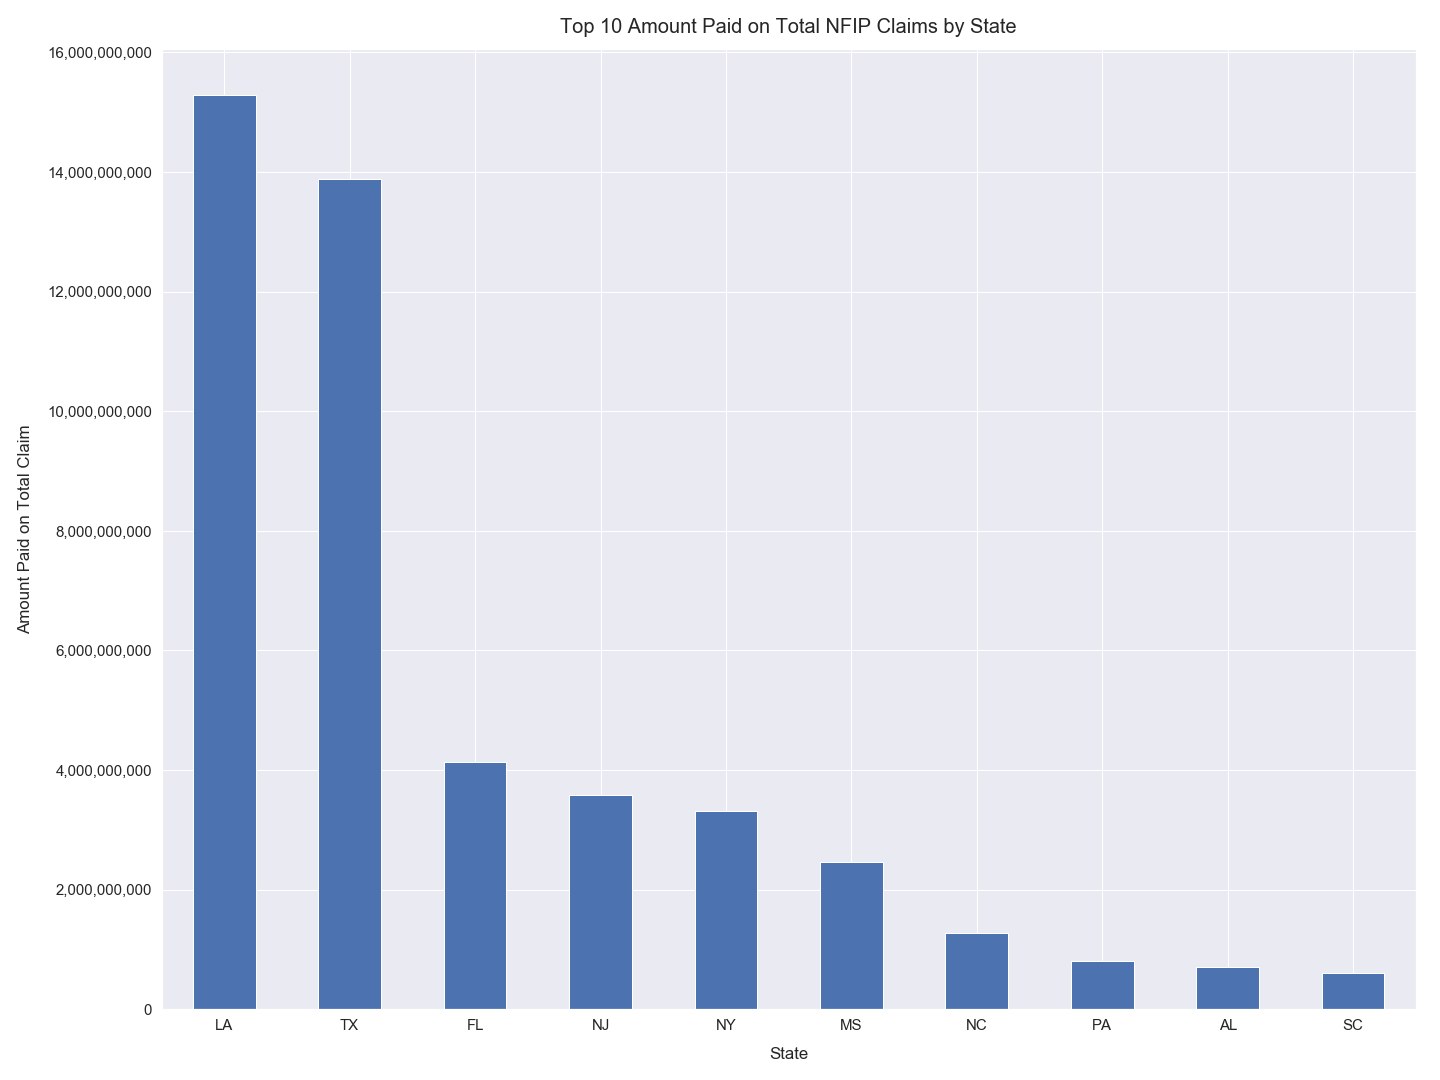 Top 10 Amount Paid on Total NFIP Claims by State
16,000,000,000
14,000,000,000
12,000,000,000
10,000,000,000
8,000,000,000
6,000,000,000
4,000,000,000
2,000,000,000
0
Amount Paid on Total Claim
LA TX FL NJ NY MS NC PA AL SC
State